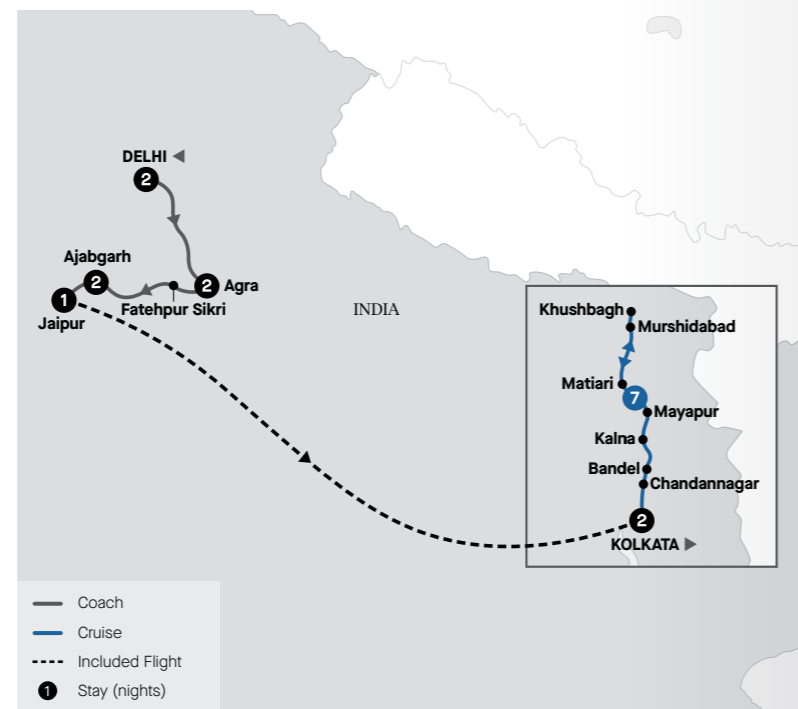 DELHI
2
Ajabgarh
2
2
Agra
1
Fatehpur Sikri
Jaipur
INDIA
Khushbagh
Murshidabad
Matiari
7
Mayapur
Kalna
Bandel
Chandannagar
2
KOLKATA
Coach
Cruise
Included Flight
1 Stay (nights)